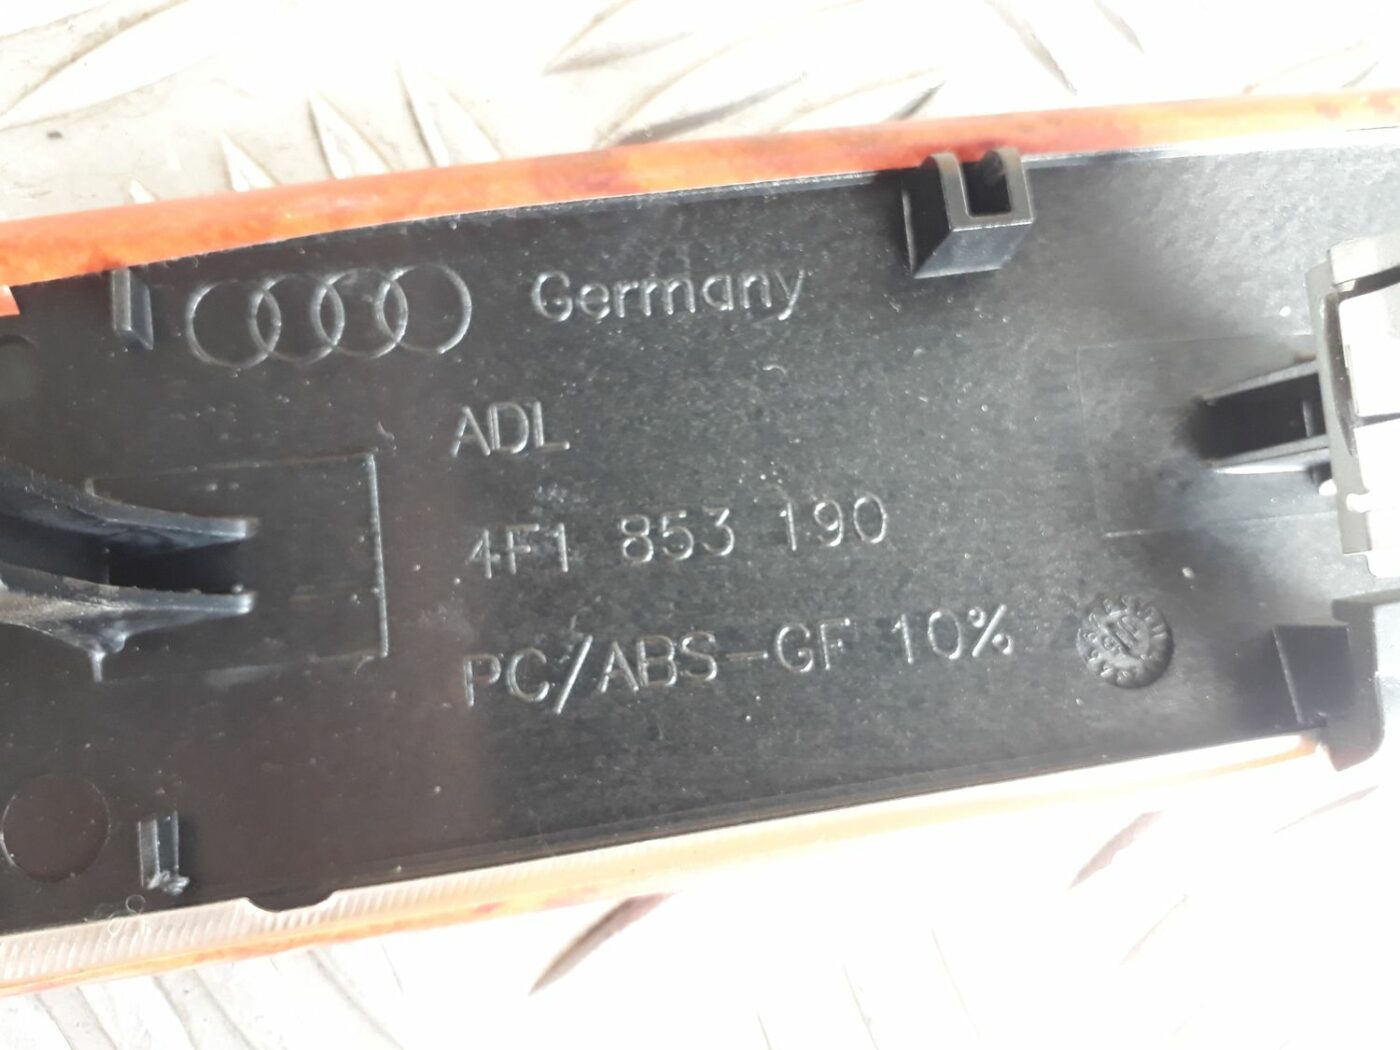 Germany
ADL
4F1 853 190
PC/ABS-GF 10%